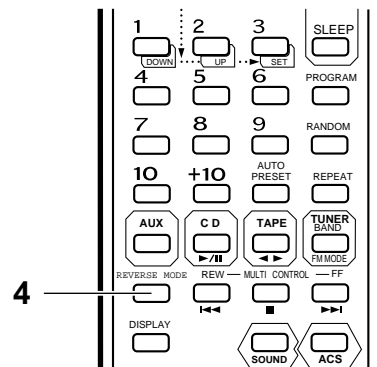 1 2 3 SLEEP
DOWN UP SET
4 5 6 PROGRAM
7 8 9 RANDOM
10 +10 AUTO PRESET REPEAT
AUX CD TAPE TUNER
BAND
FM MODE
REVERSE MODE REW MULTI CONTROL FF
4
DISPLAY
SOUND ACS